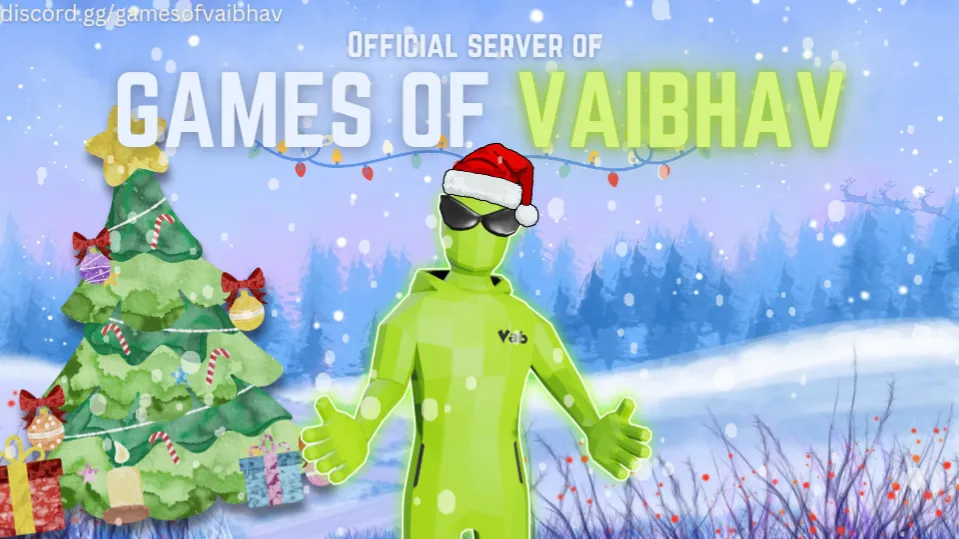 discord.gg/gamesofvaibhav
Official server of
GAMES OF VAIBHAV
Vab